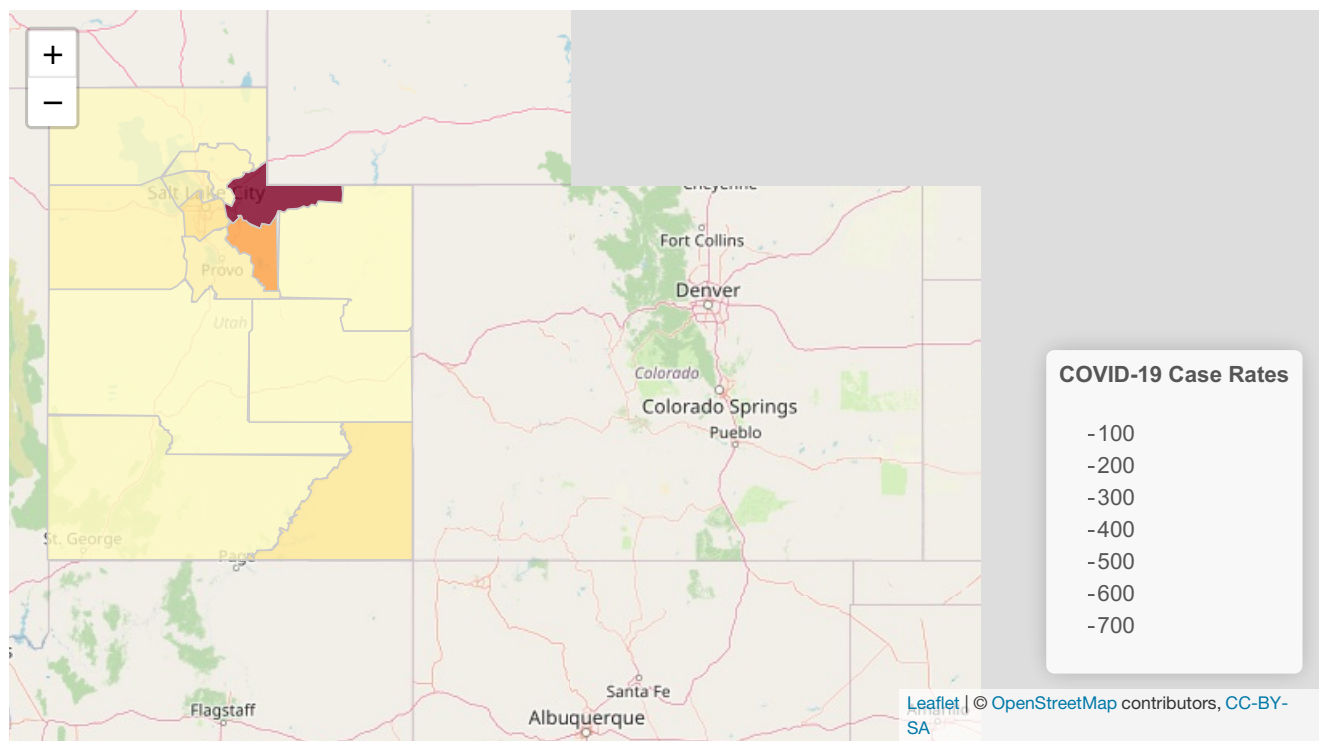 +
−
Cheyenne
Salt Lake City
Fort Collins
Provo
Denver
Utah
COVID-19 Case Rates
Colorado
Colorado Springs
-100
Pueblo
-200
-300
-400
-500
St. George
Page
-600
-700
Santa Fe
Flagstaff
Albuquerque
Leaflet | © OpenStreetMap contributors, CC-BY-
SA
Amarillo